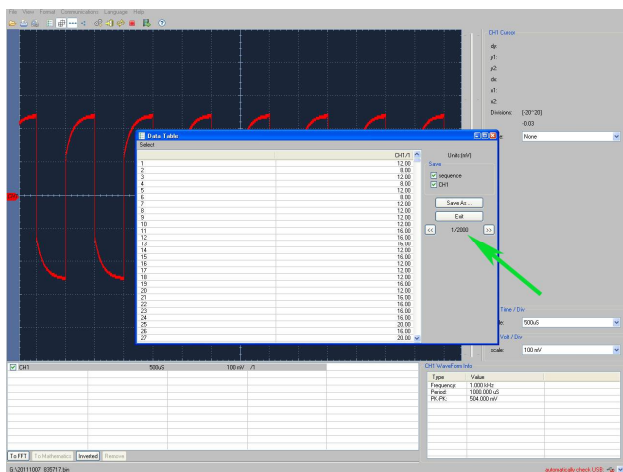 File View Format Communications Language Help
CH1 Cursor
dy:
y1:
y2:
dx:
x1:
x2:
Divisions: [-20~20]
-0.03
None
Data Table
Select
CH1/1
1 12.00
2 8.00
3 12.00
4 8.00
5 12.00
6 8.00
7 12.00
8 12.00
9 12.00
10 12.00
11 16.00
12 16.00
13 16.00
14 12.00
15 16.00
16 12.00
17 12.00
18 12.00
19 16.00
20 12.00
21 16.00
22 16.00
23 16.00
24 16.00
25 20.00
26 16.00
27 20.00
Units(mV)
Save
sequence
CH1
Save As...
Exit
<< 1/2000 >>
Time / Div
500uS
Volt / Div
scale: 100 mV
CH1 500uS 100 mV /1
CH1 WaveForm Info
Type Value
Frequency: 1.000 kHz
Period: 1000.000 uS
PK-PK: 504.000 mV
To FFT To Mathematics Inverted Remove
G:\20111007_835717.bin
automatically check USB